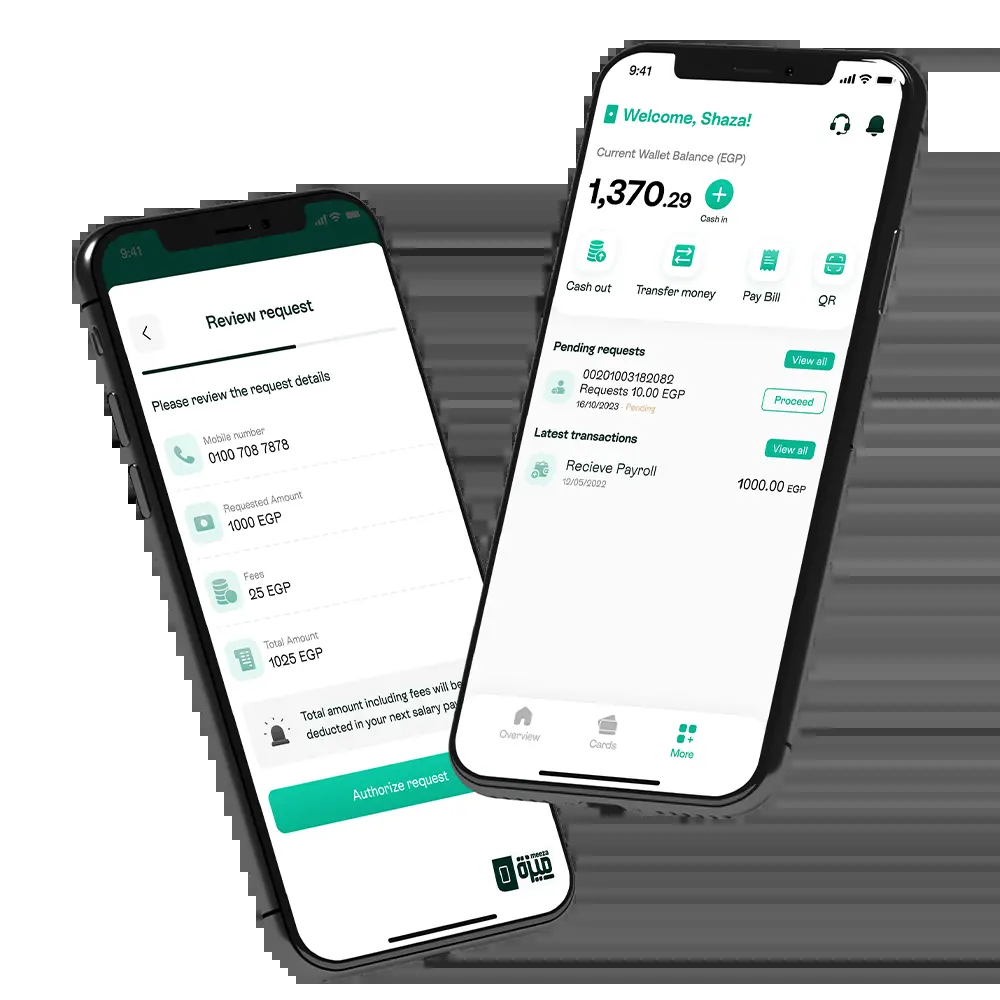 9:41
Review request
Please review the request details
Mobile number
0100 708 7878
Requested Amount
1000 EGP
Fees
25 EGP
Total Amount
1025 EGP
Total amount including fees will be
deducted in your next salary pay
Authorize request
meeza
ميزة
9:41
Welcome, Shaza!
Current Wallet Balance (EGP)
1,370.29
Cash in
Cash out
Transfer money
Pay Bill
QR
Pending requests
View all
00201003182082
Requests 10.00 EGP
16/10/2023 - Pending
Proceed
Latest transactions
View all
Recieve Payroll
12/05/2022
1000.00 EGP
Overview
Cards
More